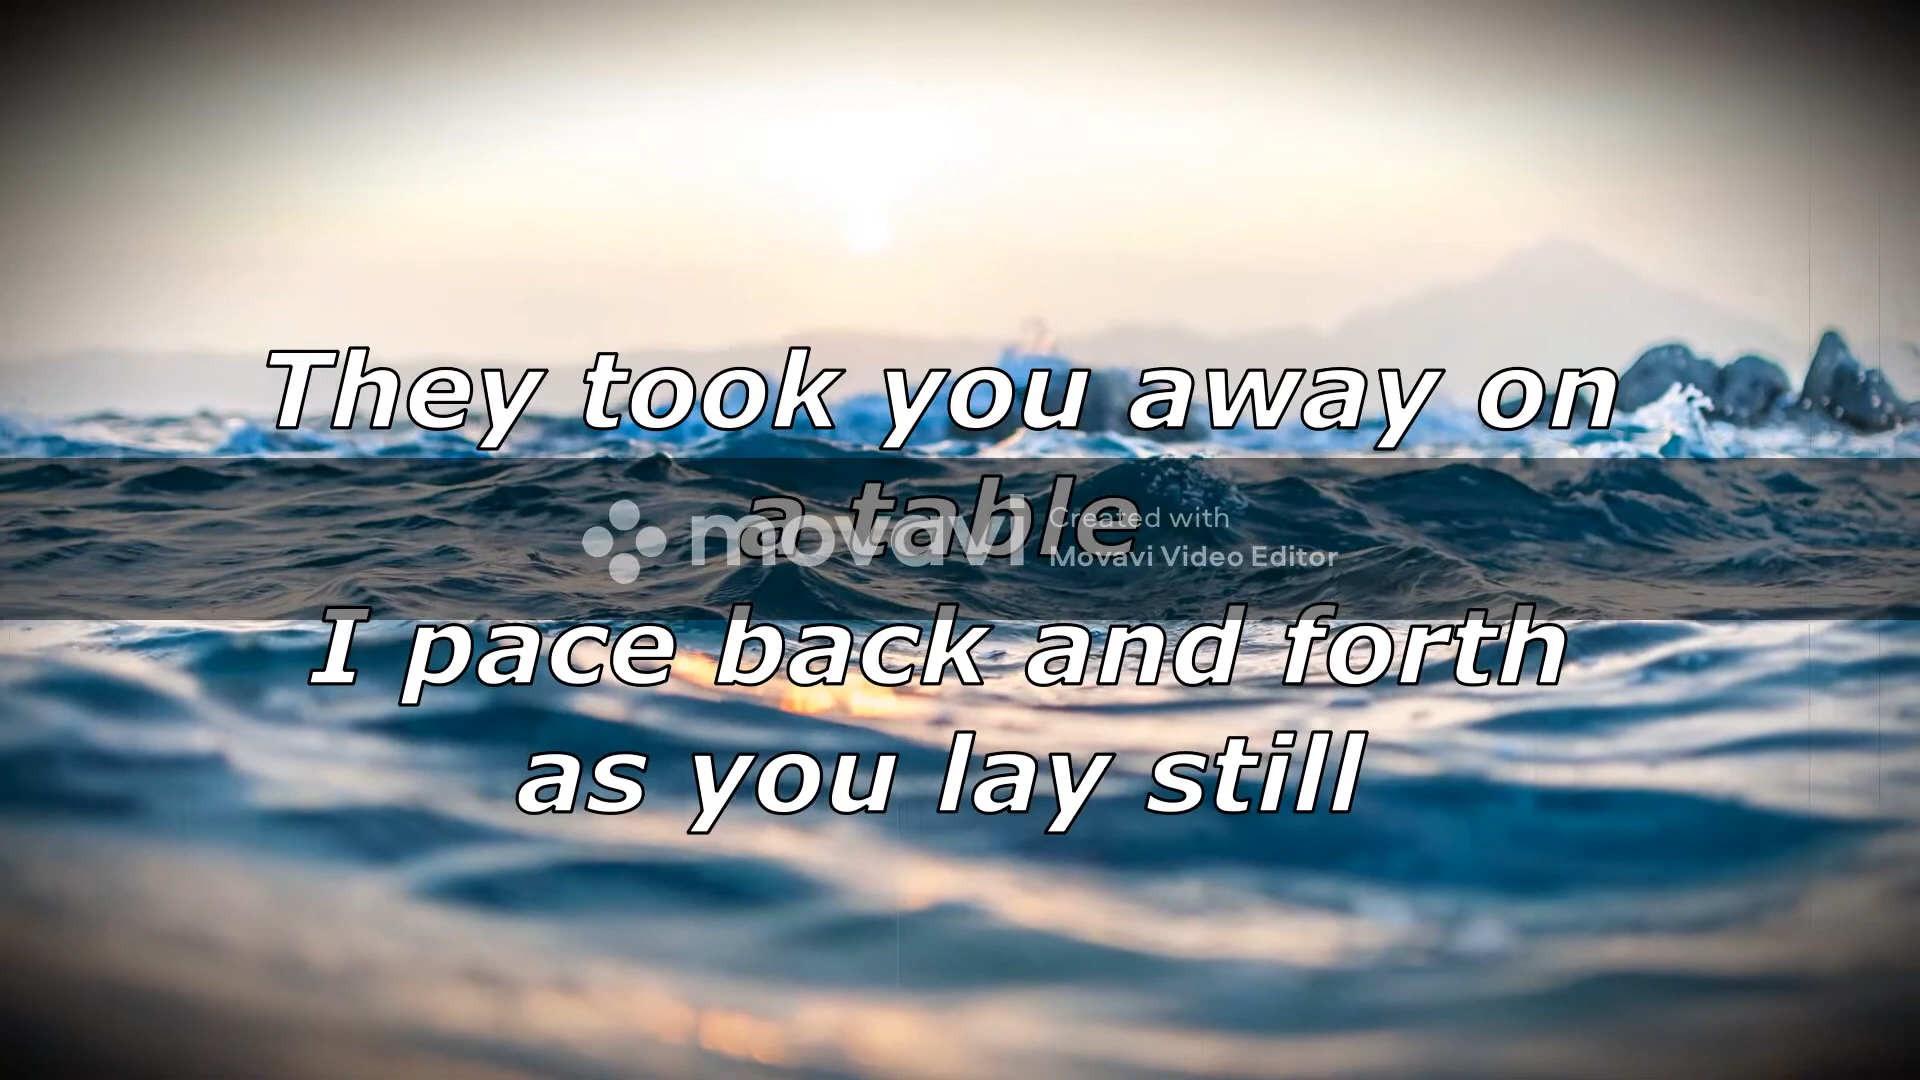 They took you away on
a table
movavi
Created with
Movavi Video Editor
I pace back and forth
as you lay still